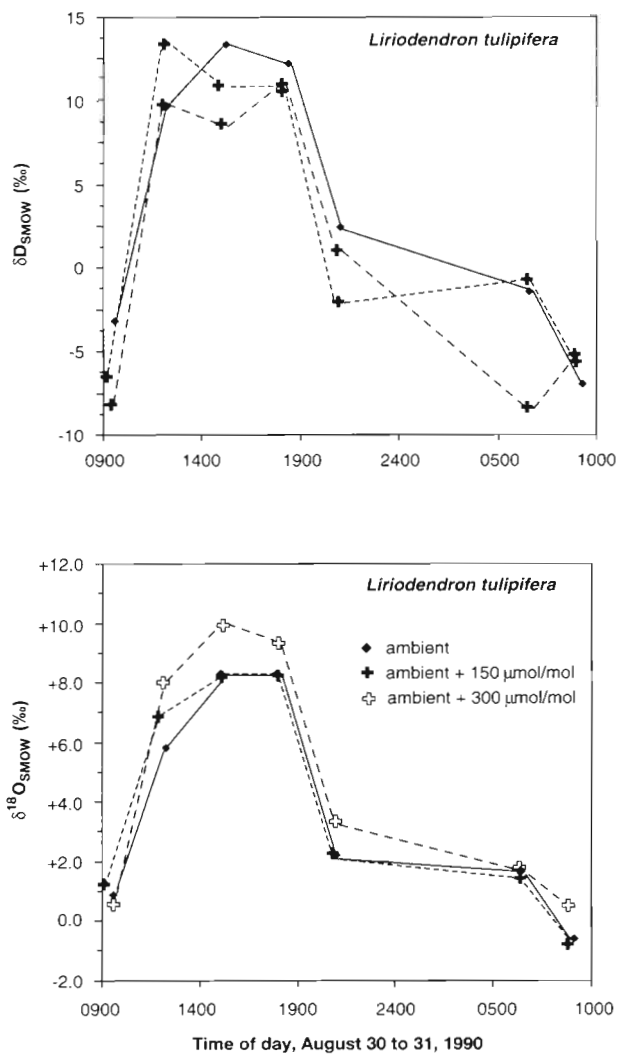 15
10
5
0
-5
-10
δD_SMOW (‰)
Liriodendron tulipifera
0900 1400 1900 2400 0500 1000
+12.0
+10.0
+8.0
+6.0
+4.0
+2.0
0.0
-2.0
δ¹⁸O_SMOW (‰)
Liriodendron tulipifera
ambient
ambient + 150 μmol/mol
ambient + 300 μmol/mol
0900 1400 1900 2400 0500 1000
Time of day, August 30 to 31, 1990